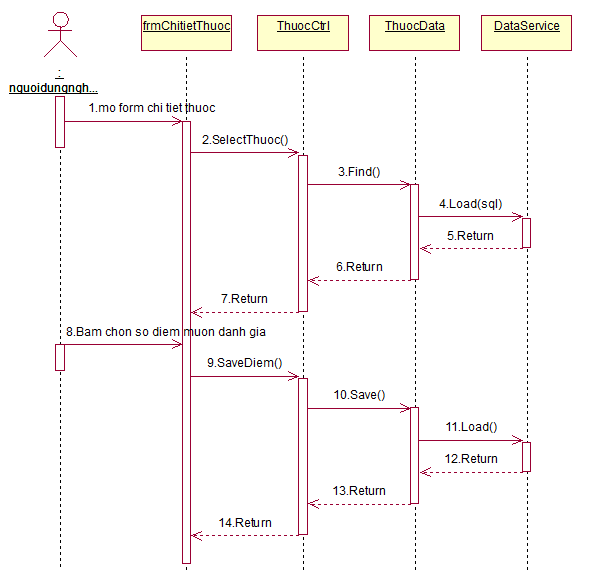 frmChitietThuoc
ThuocCtrl
ThuocData
DataService
:
nguoidungngh...
1.mo form chi tiet thuoc
2.SelectThuoc()
3.Find()
4.Load(sql)
5.Return
6.Return
7.Return
8.Bam chon so diem muon danh gia
9.SaveDiem()
10.Save()
11.Load()
12.Return
13.Return
14.Return